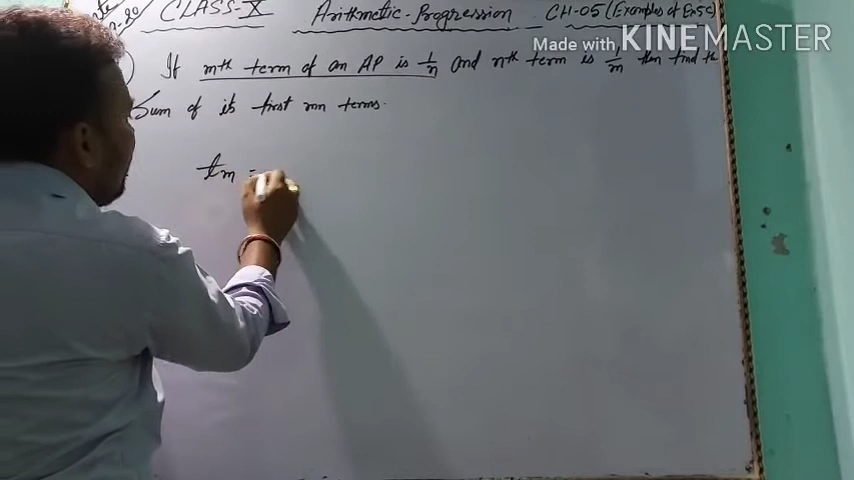 CLASS-X Arithmetic-Progression CH-05 (Examples of Ex5C)
Made with KINEMASTER
If mth term of an AP is 1/n and nth term is 1/m then find the
Sum of its first mn terms.
tm =